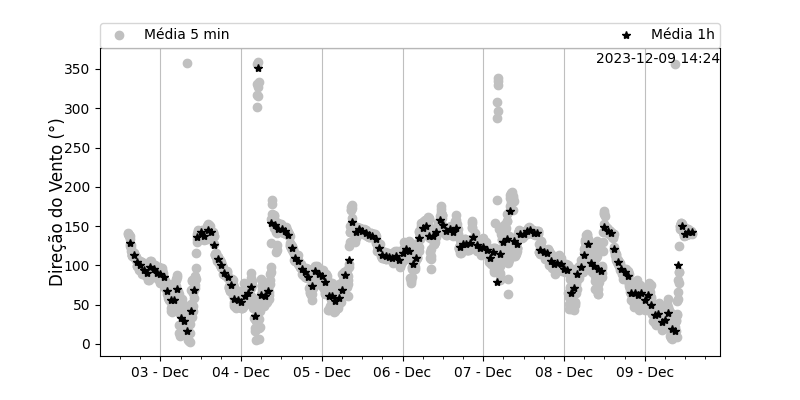 Média 5 min
Média 1h
2023-12-09 14:24
Direção do Vento (°)
350
300
250
200
150
100
50
0
03 - Dec
04 - Dec
05 - Dec
06 - Dec
07 - Dec
08 - Dec
09 - Dec